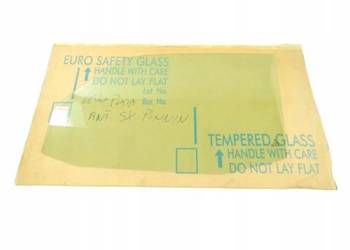 EURO SAFETY GLASS
↑ HANDLE WITH CARE
DO NOT LAY FLAT
Lot No.
Box No.
TEMPERED GLASS
↑ HANDLE WITH CARE
DO NOT LAY FLAT